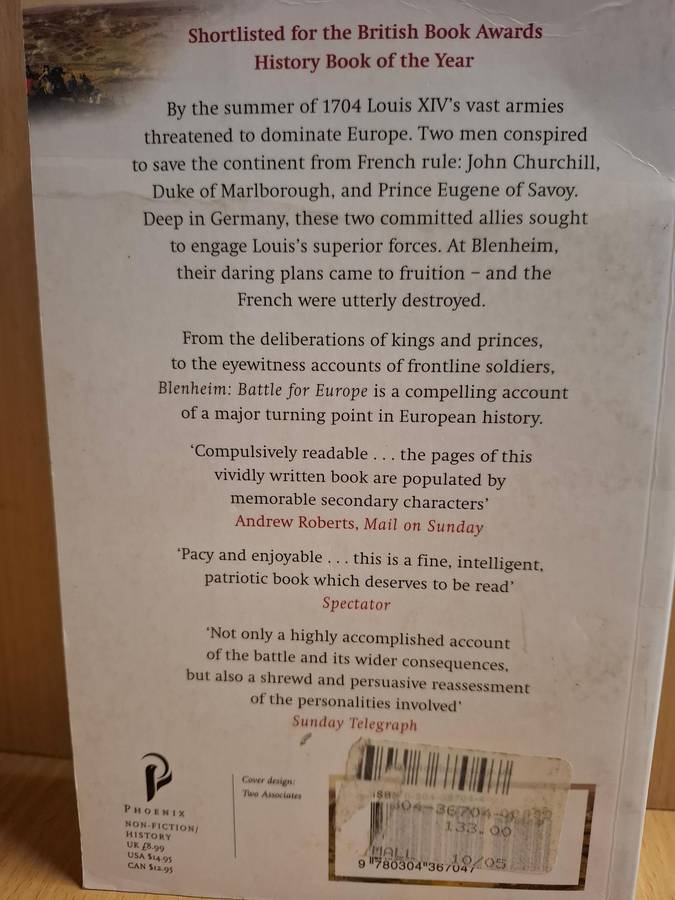 Shortlisted for the British Book Awards
History Book of the Year
By the summer of 1704 Louis XIV's vast armies
threatened to dominate Europe. Two men conspired
to save the continent from French rule: John Churchill,
Duke of Marlborough, and Prince Eugene of Savoy.
Deep in Germany, these two committed allies sought
to engage Louis's superior forces. At Blenheim,
their daring plans came to fruition – and the
French were utterly destroyed.
From the deliberations of kings and princes,
to the eyewitness accounts of frontline soldiers,
Blenheim: Battle for Europe is a compelling account
of a major turning point in European history.
‘Compulsively readable . . . the pages of this
vividly written book are populated by
memorable secondary characters’
Andrew Roberts, Mail on Sunday
‘Pacy and enjoyable . . . this is a fine, intelligent,
patriotic book which deserves to be read’
Spectator
‘Not only a highly accomplished account
of the battle and its wider consequences,
but also a shrewd and persuasive reassessment
of the personalities involved’
Sunday Telegraph
PHOENIX
NON-FICTION/
HISTORY
UK £8.99
USA $14.95
CAN $12.95
Cover design:
Two Associates
133.00
MALL 10/05
9 780304 367047